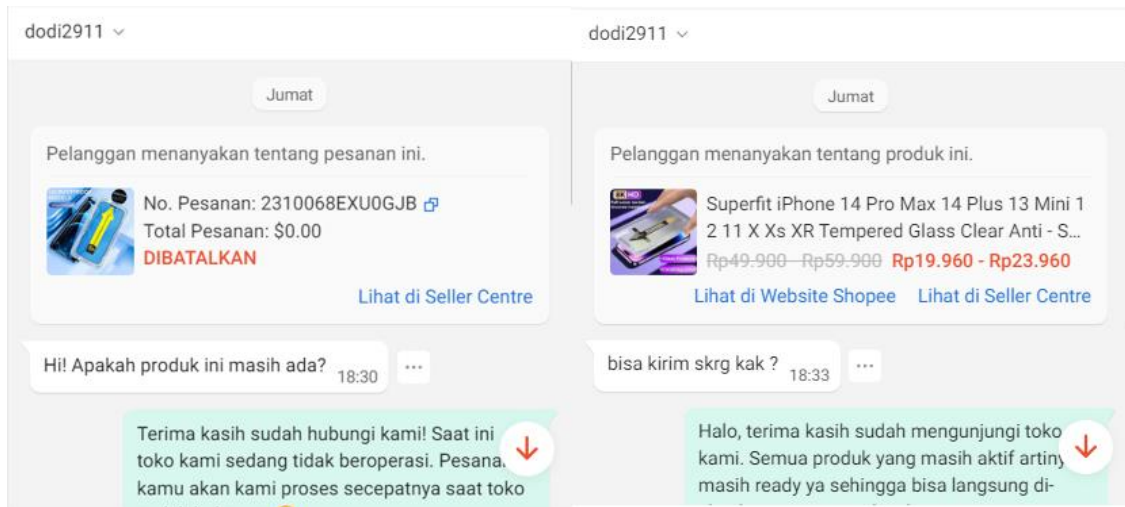 dodi2911
Jumat
Pelanggan menanyakan tentang pesanan ini.
No. Pesanan: 2310068EXU0GJB
Total Pesanan: $0.00
DIBATALKAN
Lihat di Seller Centre
Hi! Apakah produk ini masih ada?
18:30
Terima kasih sudah hubungi kami! Saat ini
toko kami sedang tidak beroperasi.
kamu akan kami proses secepatnya saat toko
dodi2911
Jumat
Pelanggan menanyakan tentang produk ini.
Superfit iPhone 14 Pro Max 14 Plus 13 Mini 1
2 11 X Xs XR Tempered Glass Clear Anti - S...
Rp49.900 - Rp59.900 Rp19.960 - Rp23.960
Lihat di Website Shopee Lihat di Seller Centre
bisa kirim skrg kak ?
18:33
Halo, terima kasih sudah mengunjungi toko
kami. Semua produk yang masih aktif
masih ready ya sehingga bisa langsung di-